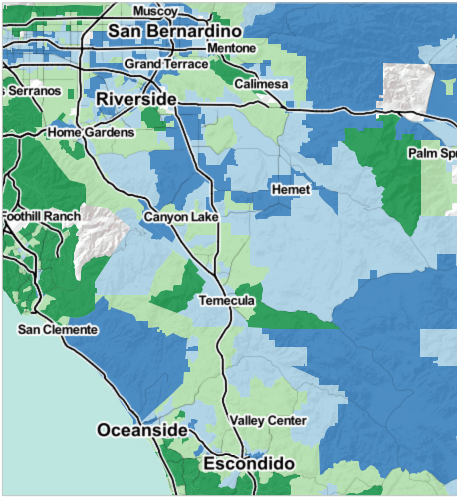 Muscoy
San Bernardino
Mentone
Grand Terrace
Calimesa
s Serranos
Riverside
Home Gardens
Palm Spr
Hemet
Foothill Ranch
Canyon Lake
Temecula
San Clemente
Valley Center
Oceanside
Escondido